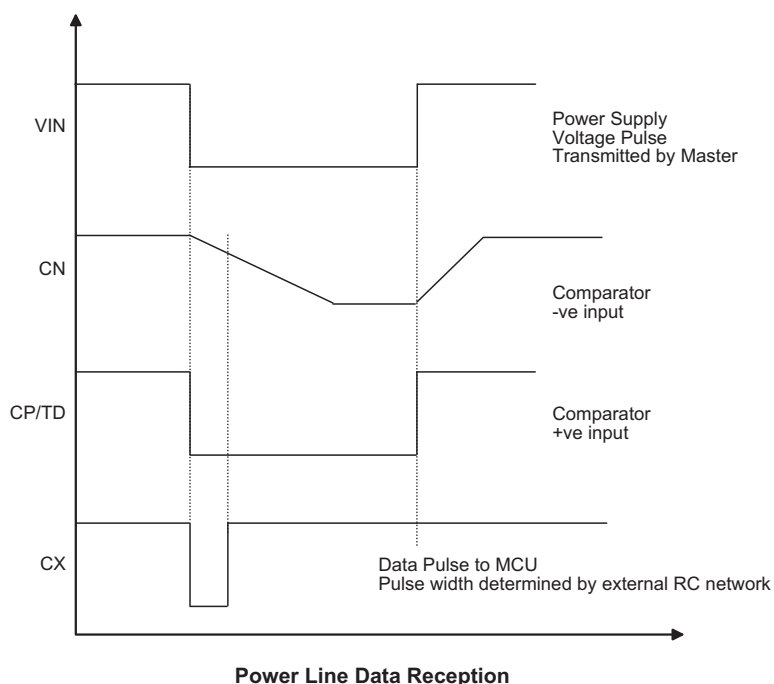 VIN
Power Supply
Voltage Pulse
Transmitted by Master
CN
Comparator
-ve input
CP/TD
Comparator
+ve input
CX
Data Pulse to MCU
Pulse width determined by external RC network
Power Line Data Reception